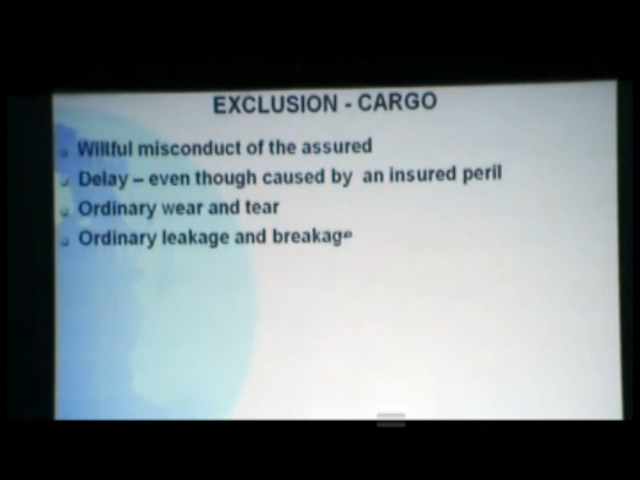 EXCLUSION - CARGO
Willful misconduct of the assured
Delay – even though caused by an insured peril
Ordinary wear and tear
Ordinary leakage and breakage